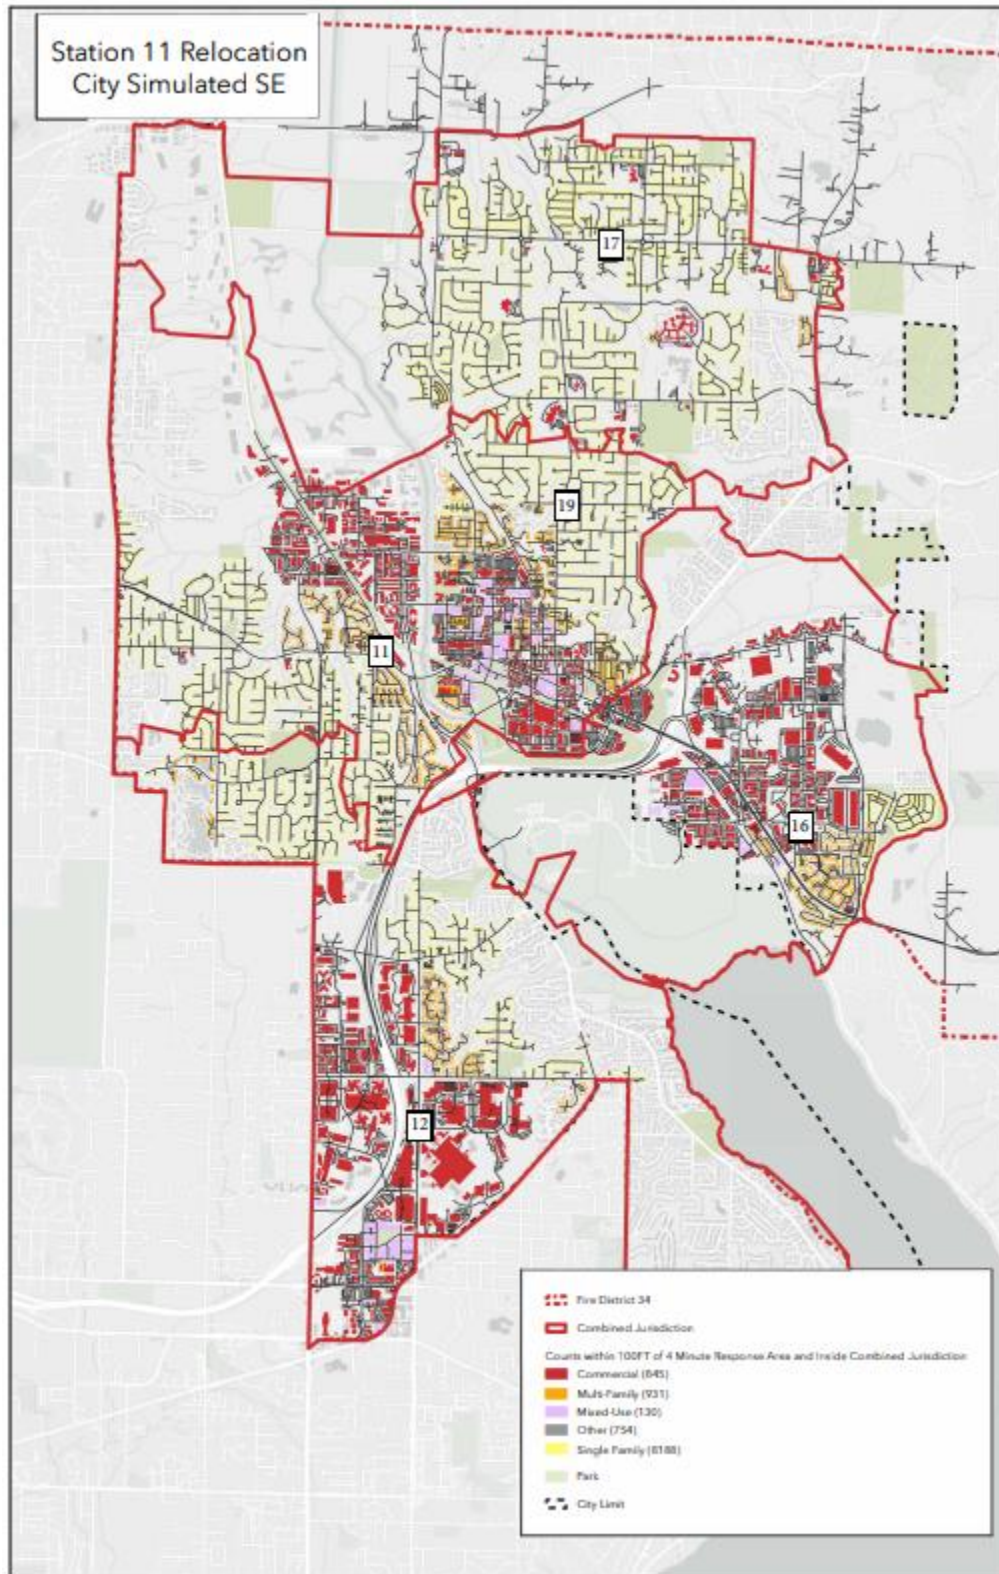 Station 11 Relocation
City Simulated SE
17
19
11
16
12
Fire District 34
Combined Jurisdiction
Counts within 100FT of 4 Minute Response Area and Inside Combined Jurisdiction
Commercial (845)
Multi-Family (931)
Mixed-Use (130)
Other (754)
Single Family (8188)
Park
City Limit